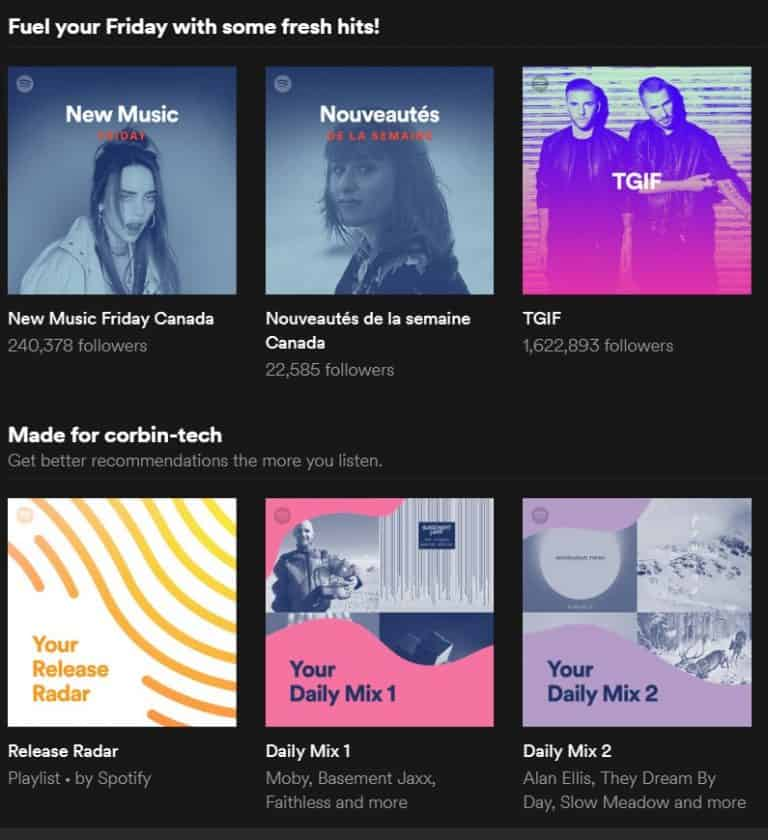 Fuel your Friday with some fresh hits!
New Music
FRIDAY
Nouveautés
DE LA SEMAINE
TGIF
New Music Friday Canada
240,378 followers
Nouveautés de la semaine
Canada
22,585 followers
TGIF
1,622,893 followers
Made for corbin-tech
Get better recommendations the more you listen.
Your
Release
Radar
BASEMENT
JAXX
Your
Daily Mix 1
Your
Daily Mix 2
Release Radar
Playlist • by Spotify
Daily Mix 1
Moby, Basement Jaxx,
Faithless and more
Daily Mix 2
Alan Ellis, They Dream By
Day, Slow Meadow and more